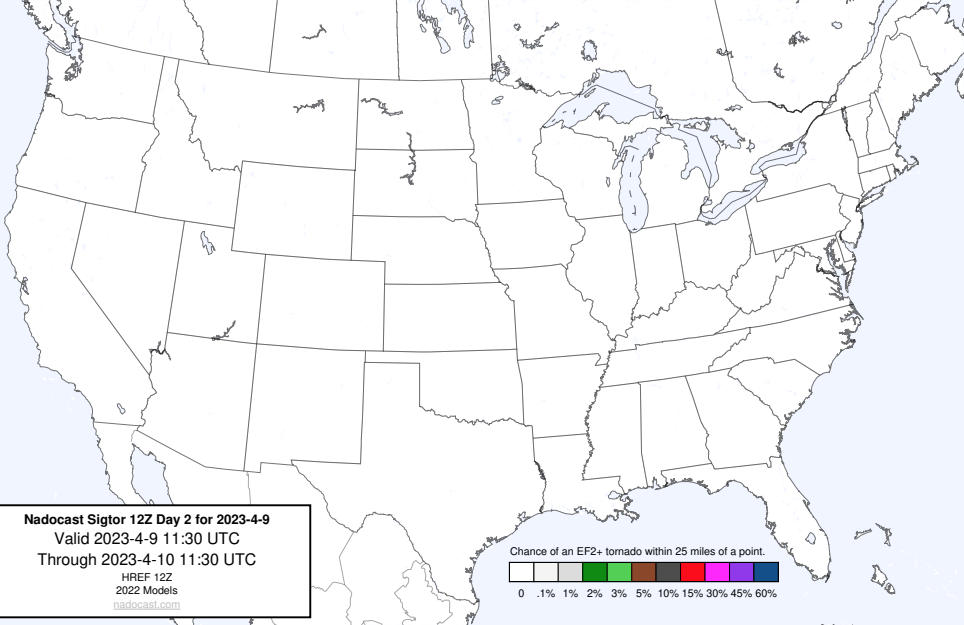 Nadocast Sigtor 12Z Day 2 for 2023-4-9
Valid 2023-4-9 11:30 UTC
Through 2023-4-10 11:30 UTC
HREF 12Z
2022 Models
nadocast.com
Chance of an EF2+ tornado within 25 miles of a point.
0 .1% 1% 2% 3% 5% 10% 15% 30% 45% 60%